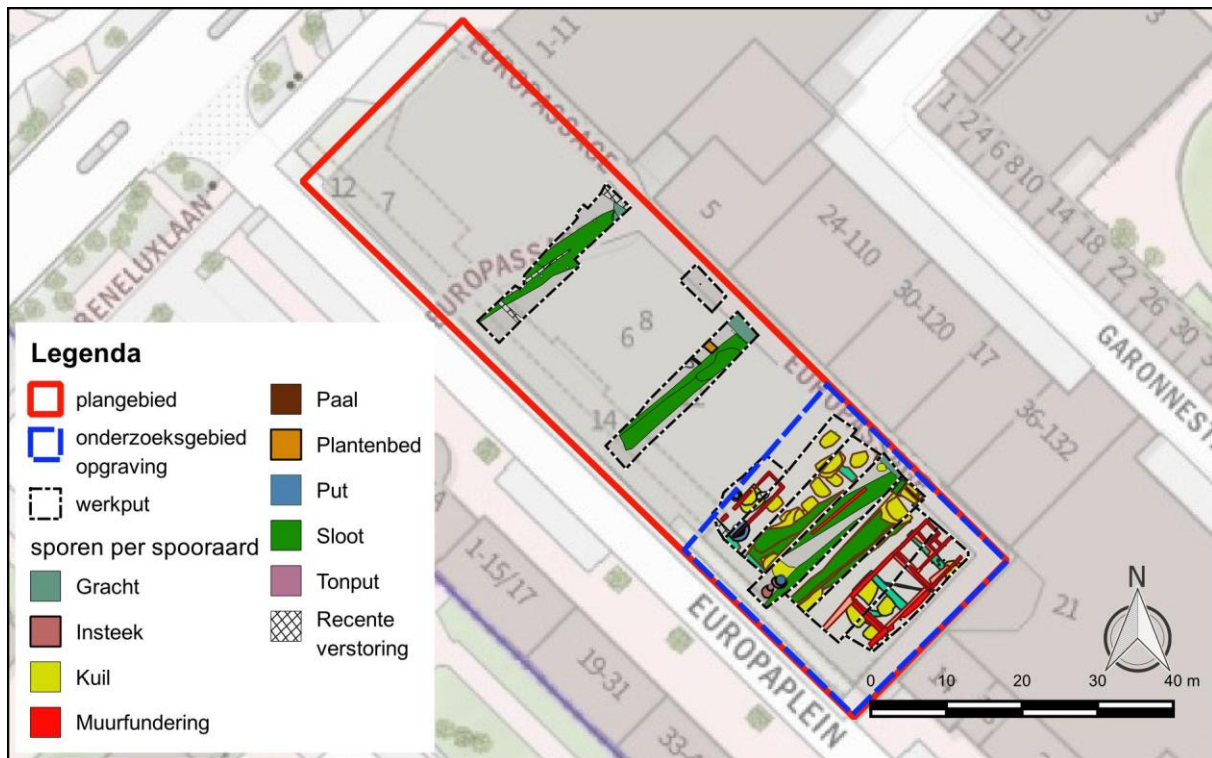 Legenda
plangebied
onderzoeksgebied
opgraving
werkput
sporen per spooraard
Gracht
Insteek
Kuil
Muurfundering
Paal
Plantenbed
Put
Sloot
Tonput
Recente
verstoring
BENELUXLAAN
EUROPASSAGE
1-11
12
7
5
24-110
30-120
17
36-132
6
8
14
21
14
EUROPAPLEIN
1-15/17
19-31
11
3
1
2
4
6
8
10
14
18
22
26
30
N
0 10 20 30 40 m